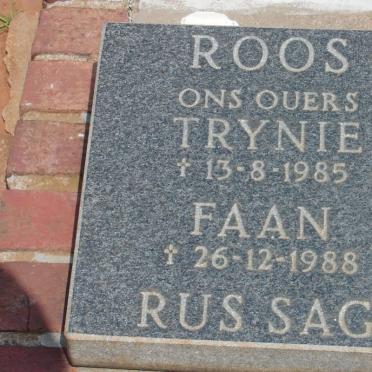 ROOS
ONS OUERS
TRYNIE
† 13-8-1985
FAAN
† 26-12-1988
RUS SAG